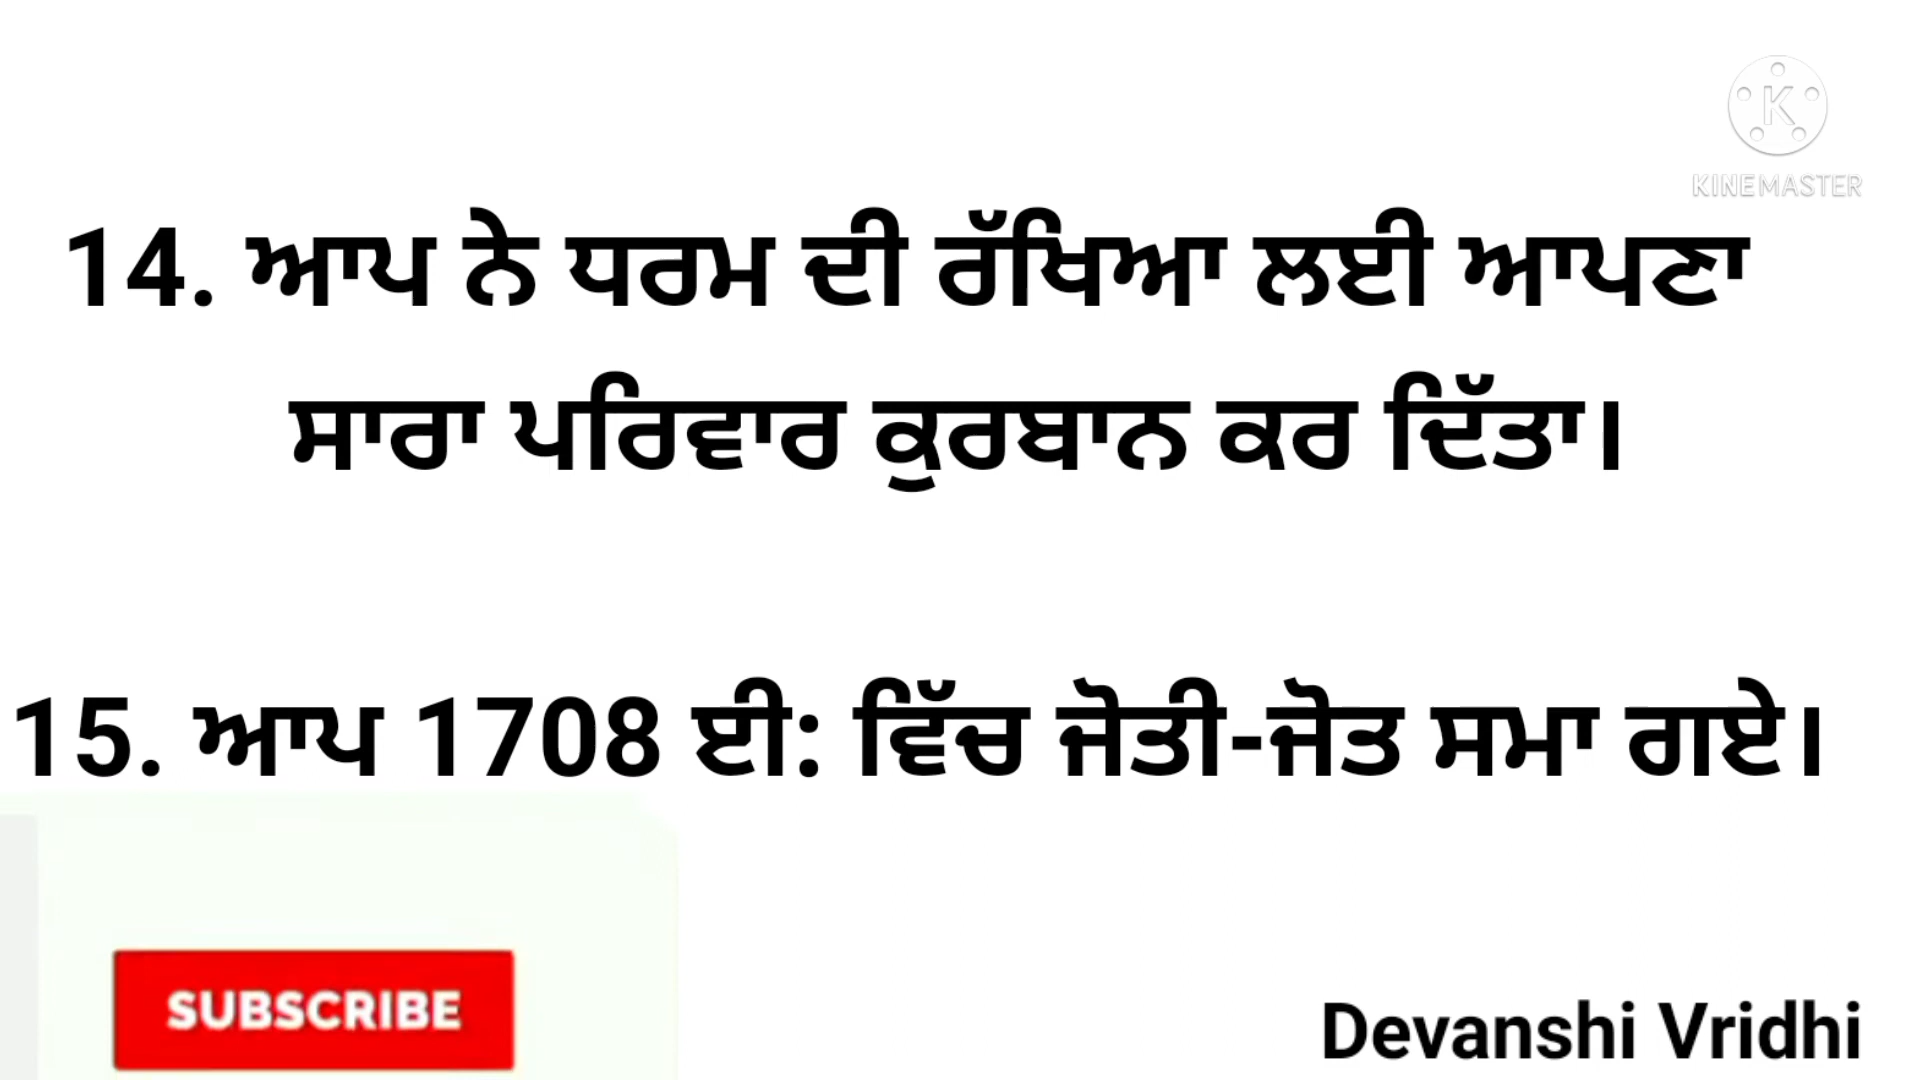 K
KINEMASTER
14. ਆਪ ਨੇ ਧਰਮ ਦੀ ਰੱਖਿਆ ਲਈ ਆਪਣਾ
ਸਾਰਾ ਪਰਿਵਾਰ ਕੁਰਬਾਨ ਕਰ ਦਿੱਤਾ।
15. ਆਪ 1708 ਈ: ਵਿੱਚ ਜੋਤੀ-ਜੋਤ ਸਮਾ ਗਏ।
SUBSCRIBE
Devanshi Vridhi